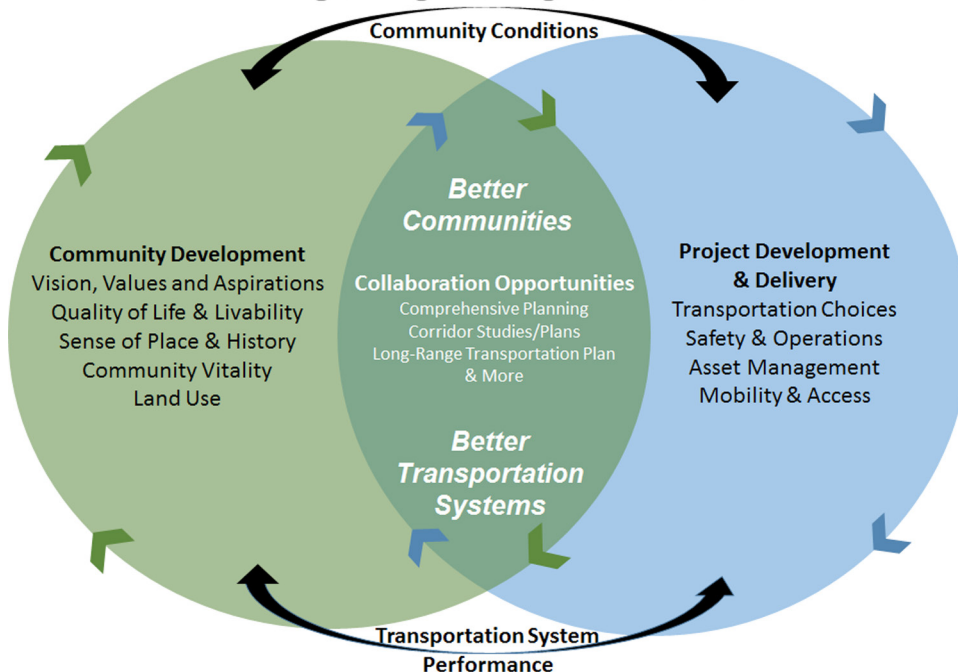 Community Conditions
Better
Communities
Community Development
Vision, Values and Aspirations
Quality of Life & Livability
Sense of Place & History
Community Vitality
Land Use
Collaboration Opportunities
Comprehensive Planning
Corridor Studies/Plans
Long-Range Transportation Plan
& More
Project Development
& Delivery
Transportation Choices
Safety & Operations
Asset Management
Mobility & Access
Better
Transportation
Systems
Transportation System
Performance